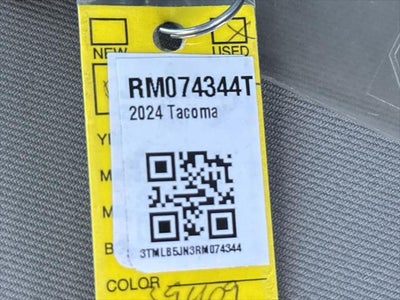 NEW USED
RM074344T
2024 Tacoma
Y
M
M
B
3TMLB5JN3RM074344
COLOR